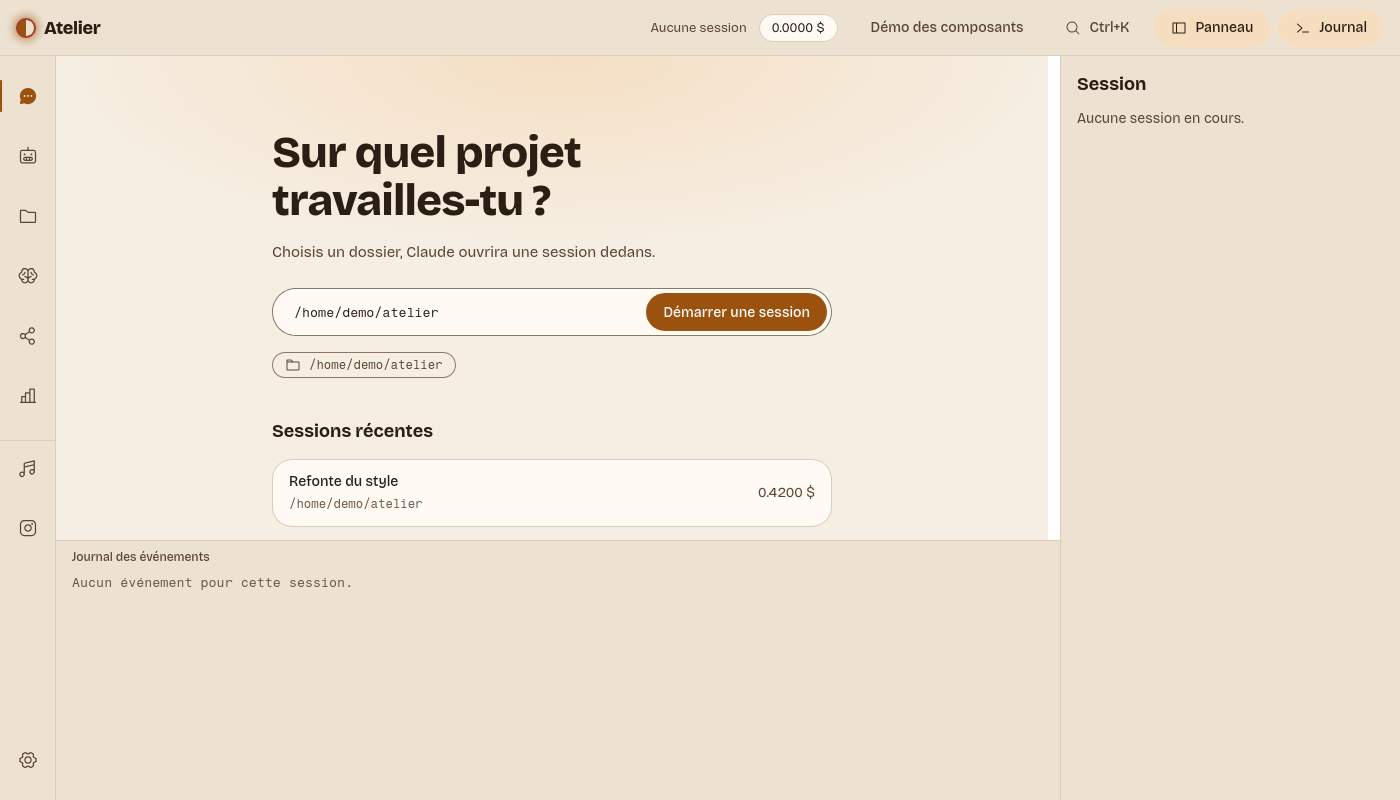 Atelier
Aucune session
0.0000 $
Démo des composants
Ctrl+K
Panneau
Journal
Sur quel projet
travailles-tu ?
Choisis un dossier, Claude ouvrira une session dedans.
/home/demo/atelier
Démarrer une session
/home/demo/atelier
Sessions récentes
Refonte du style
/home/demo/atelier
0.4200 $
Journal des événements
Aucun événement pour cette session.
Session
Aucune session en cours.